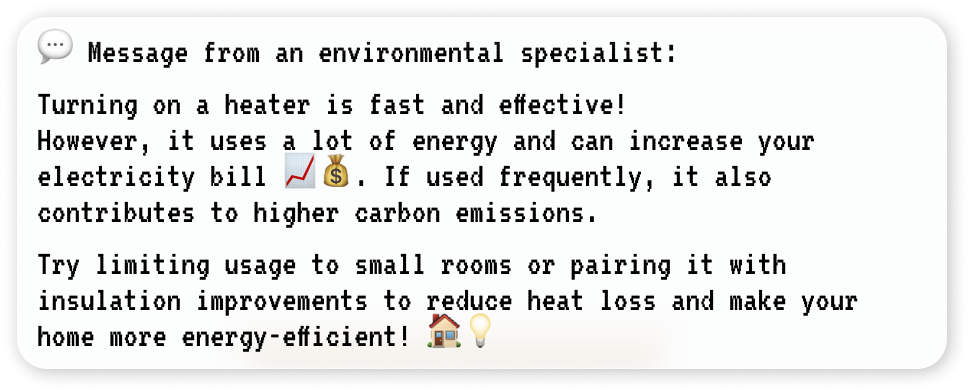 💬 Message from an environmental specialist:
Turning on a heater is fast and effective!
However, it uses a lot of energy and can increase your
electricity bill 📈💰. If used frequently, it also
contributes to higher carbon emissions.
Try limiting usage to small rooms or pairing it with
insulation improvements to reduce heat loss and make your
home more energy-efficient! 🏠💡